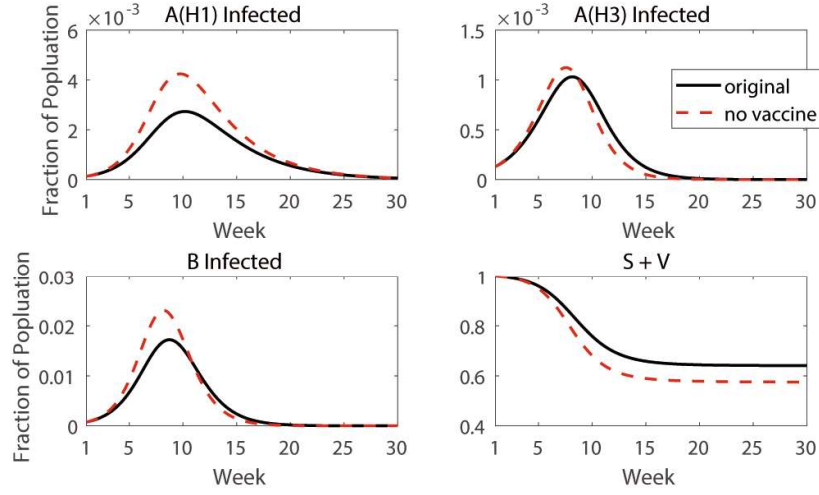 ×10⁻³ A(H1) Infected
6
4
2
0
Fraction of Popluation
1 5 10 15 20 25 30
Week
×10⁻³ A(H3) Infected
1.5
1
0.5
0
original
no vaccine
1 5 10 15 20 25 30
Week
B Infected
0.03
0.02
0.01
0
Fraction of Popluation
1 5 10 15 20 25 30
Week
S + V
1
0.8
0.6
0.4
1 5 10 15 20 25 30
Week